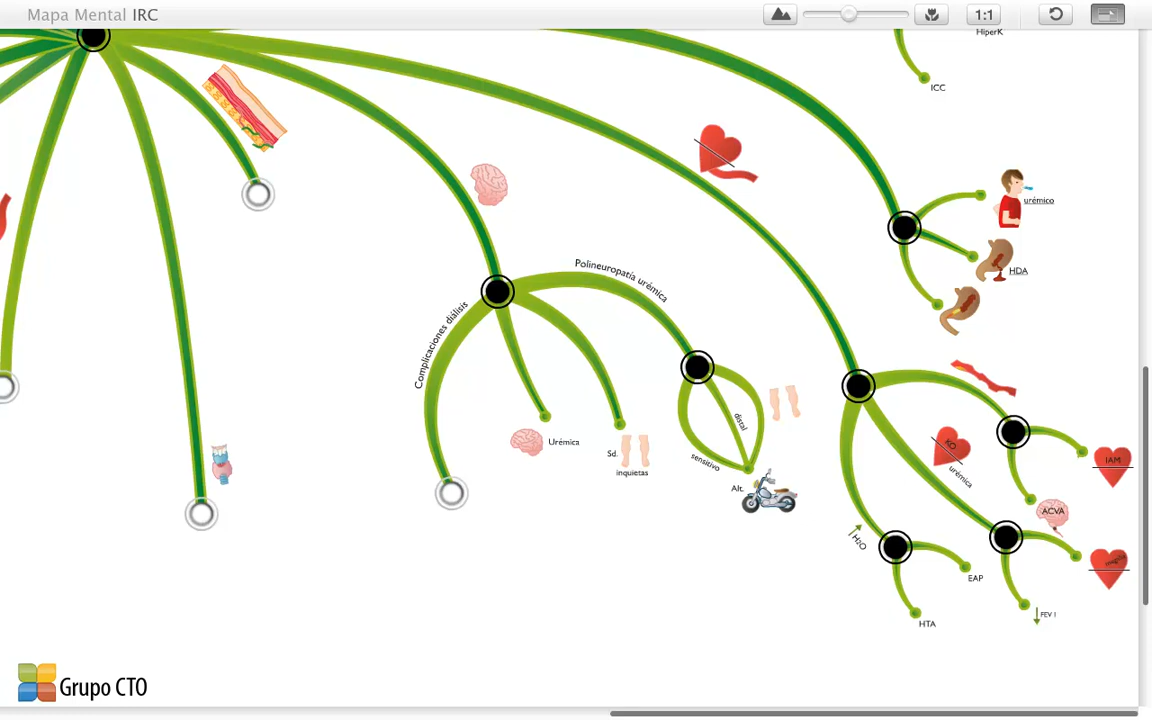 Mapa Mental IRC
1:1
HiperK
ICC
urémico
HDA
Polineuropatía urémica
Complicaciones diálisis
Urémica
Sd.
inquietas
distal
sensitivo
Alt.
KO
urémica
IAM
ACVA
H2O
EAP
HTA
FEV I
Grupo CTO